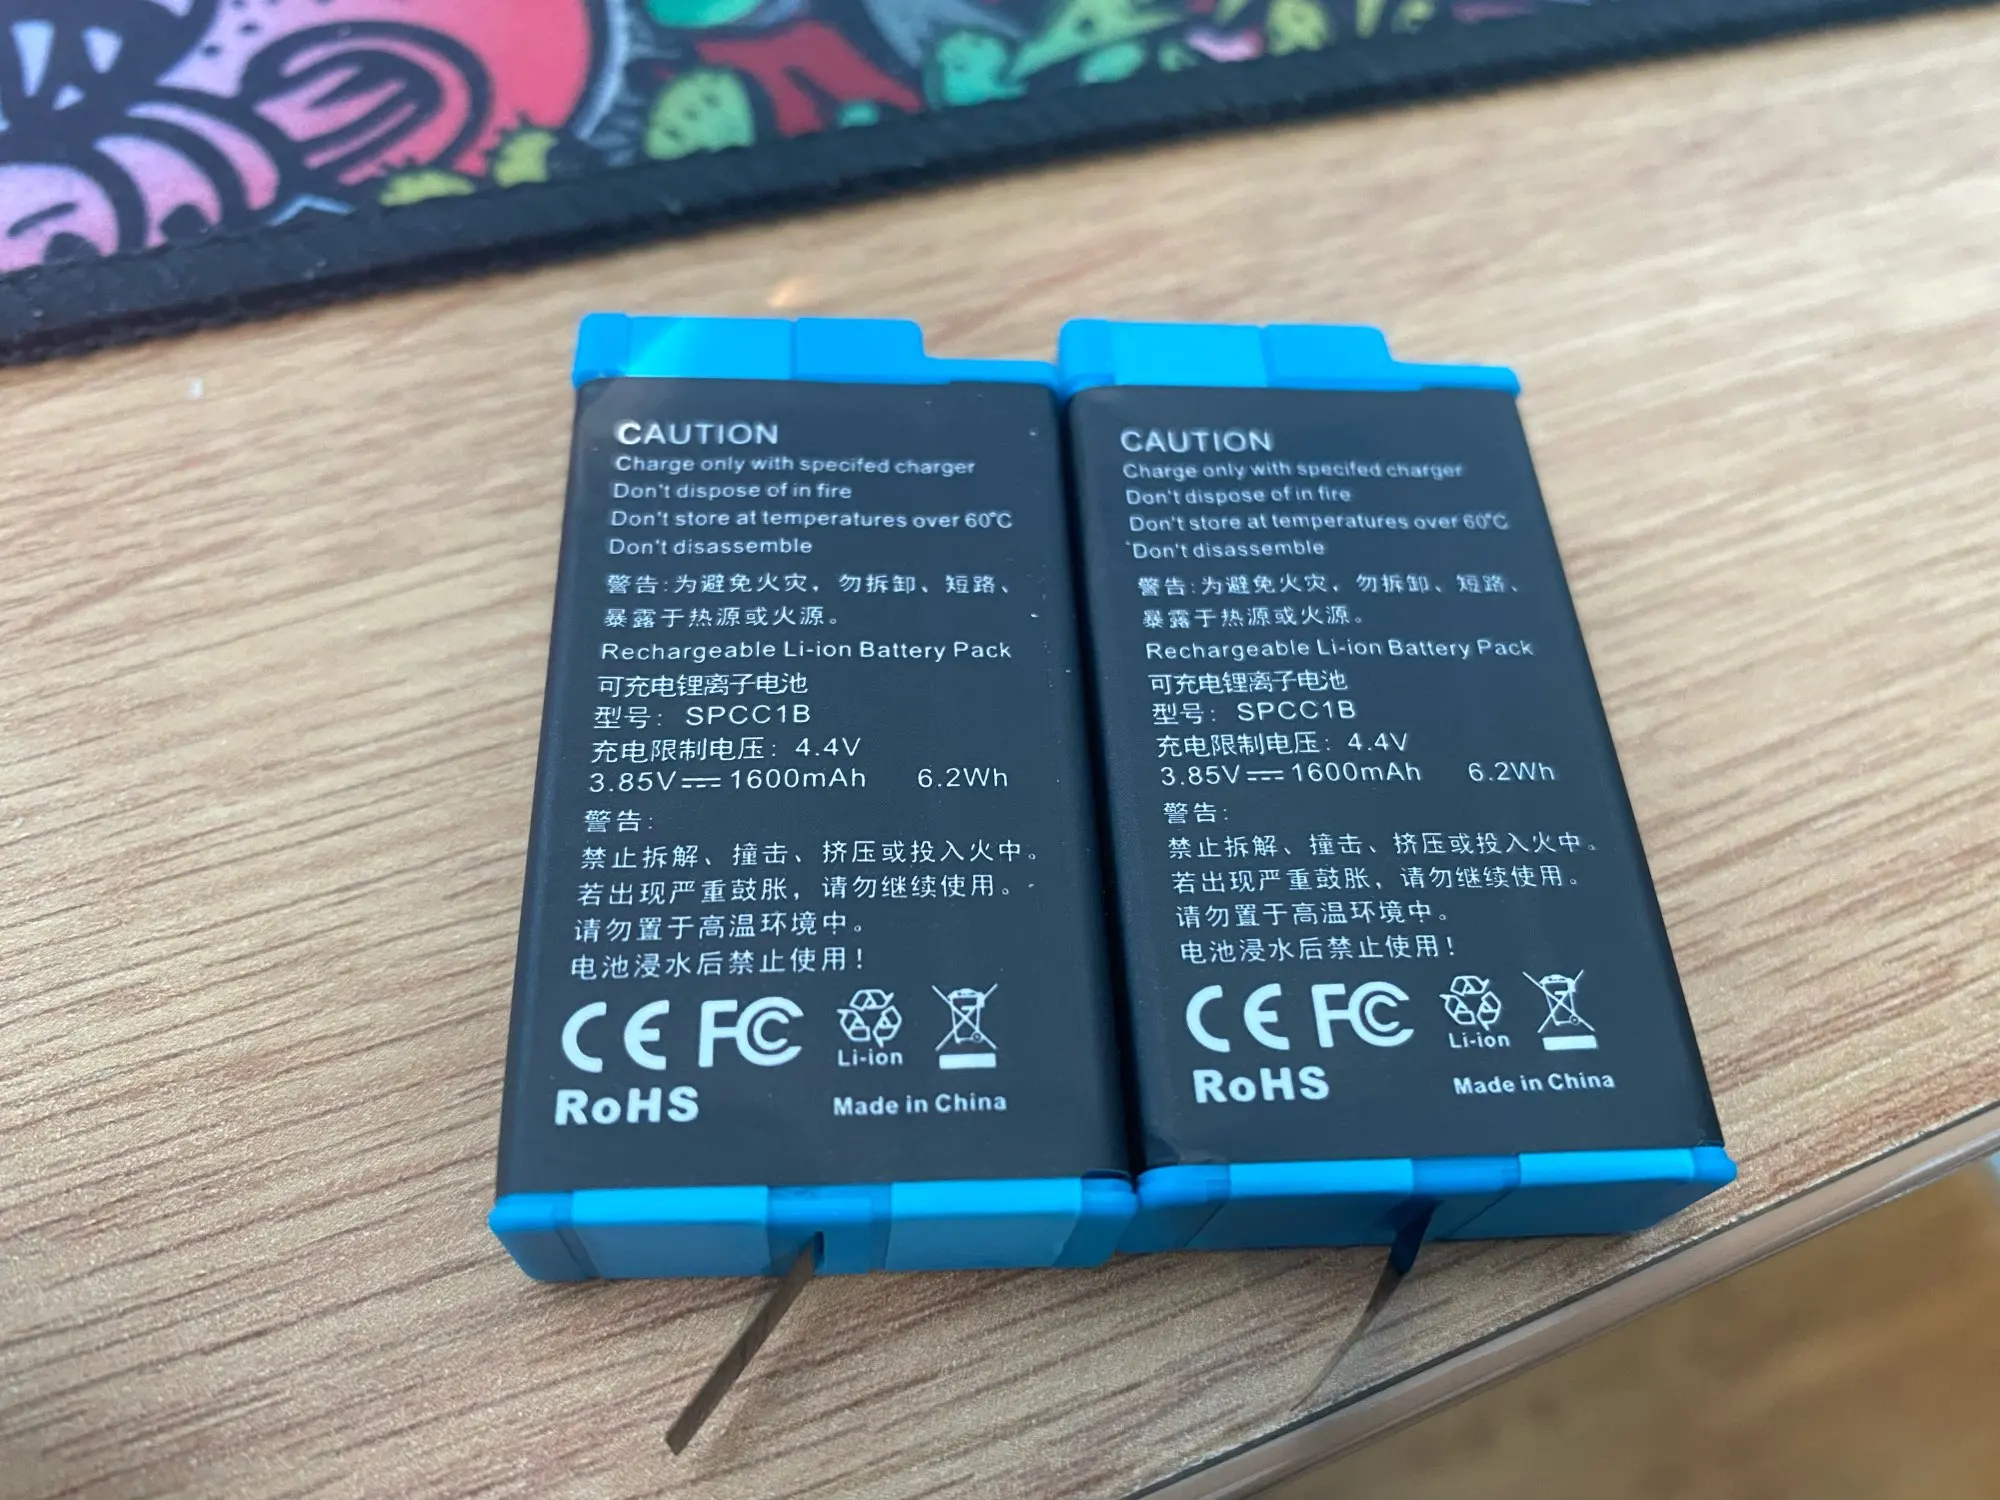 CAUTION
Charge only with specifed charger
Don't dispose of in fire
Don't store at temperatures over 60°C
Don't disassemble
警告:为避免火灾，勿拆卸、短路、
暴露于热源或火源。
Rechargeable Li-ion Battery Pack
可充电锂离子电池
型号：SPCC1B
充电限制电压：4.4V
3.85V⎓1600mAh 6.2Wh
警告:
禁止拆解、撞击、挤压或投入火中。
若出现严重鼓胀，请勿继续使用。
请勿置于高温环境中。
电池浸水后禁止使用！
CE FC
Li-ion
RoHS
Made in China
CAUTION
Charge only with specifed charger
Don't dispose of in fire
Don't store at temperatures over 60°C
Don't disassemble
警告:为避免火灾，勿拆卸、短路、
暴露于热源或火源。
Rechargeable Li-ion Battery Pack
可充电锂离子电池
型号：SPCC1B
充电限制电压：4.4V
3.85V⎓1600mAh 6.2Wh
警告:
禁止拆解、撞击、挤压或投入火中。
若出现严重鼓胀，请勿继续使用。
请勿置于高温环境中。
电池浸水后禁止使用！
CE FC
Li-ion
RoHS
Made in China